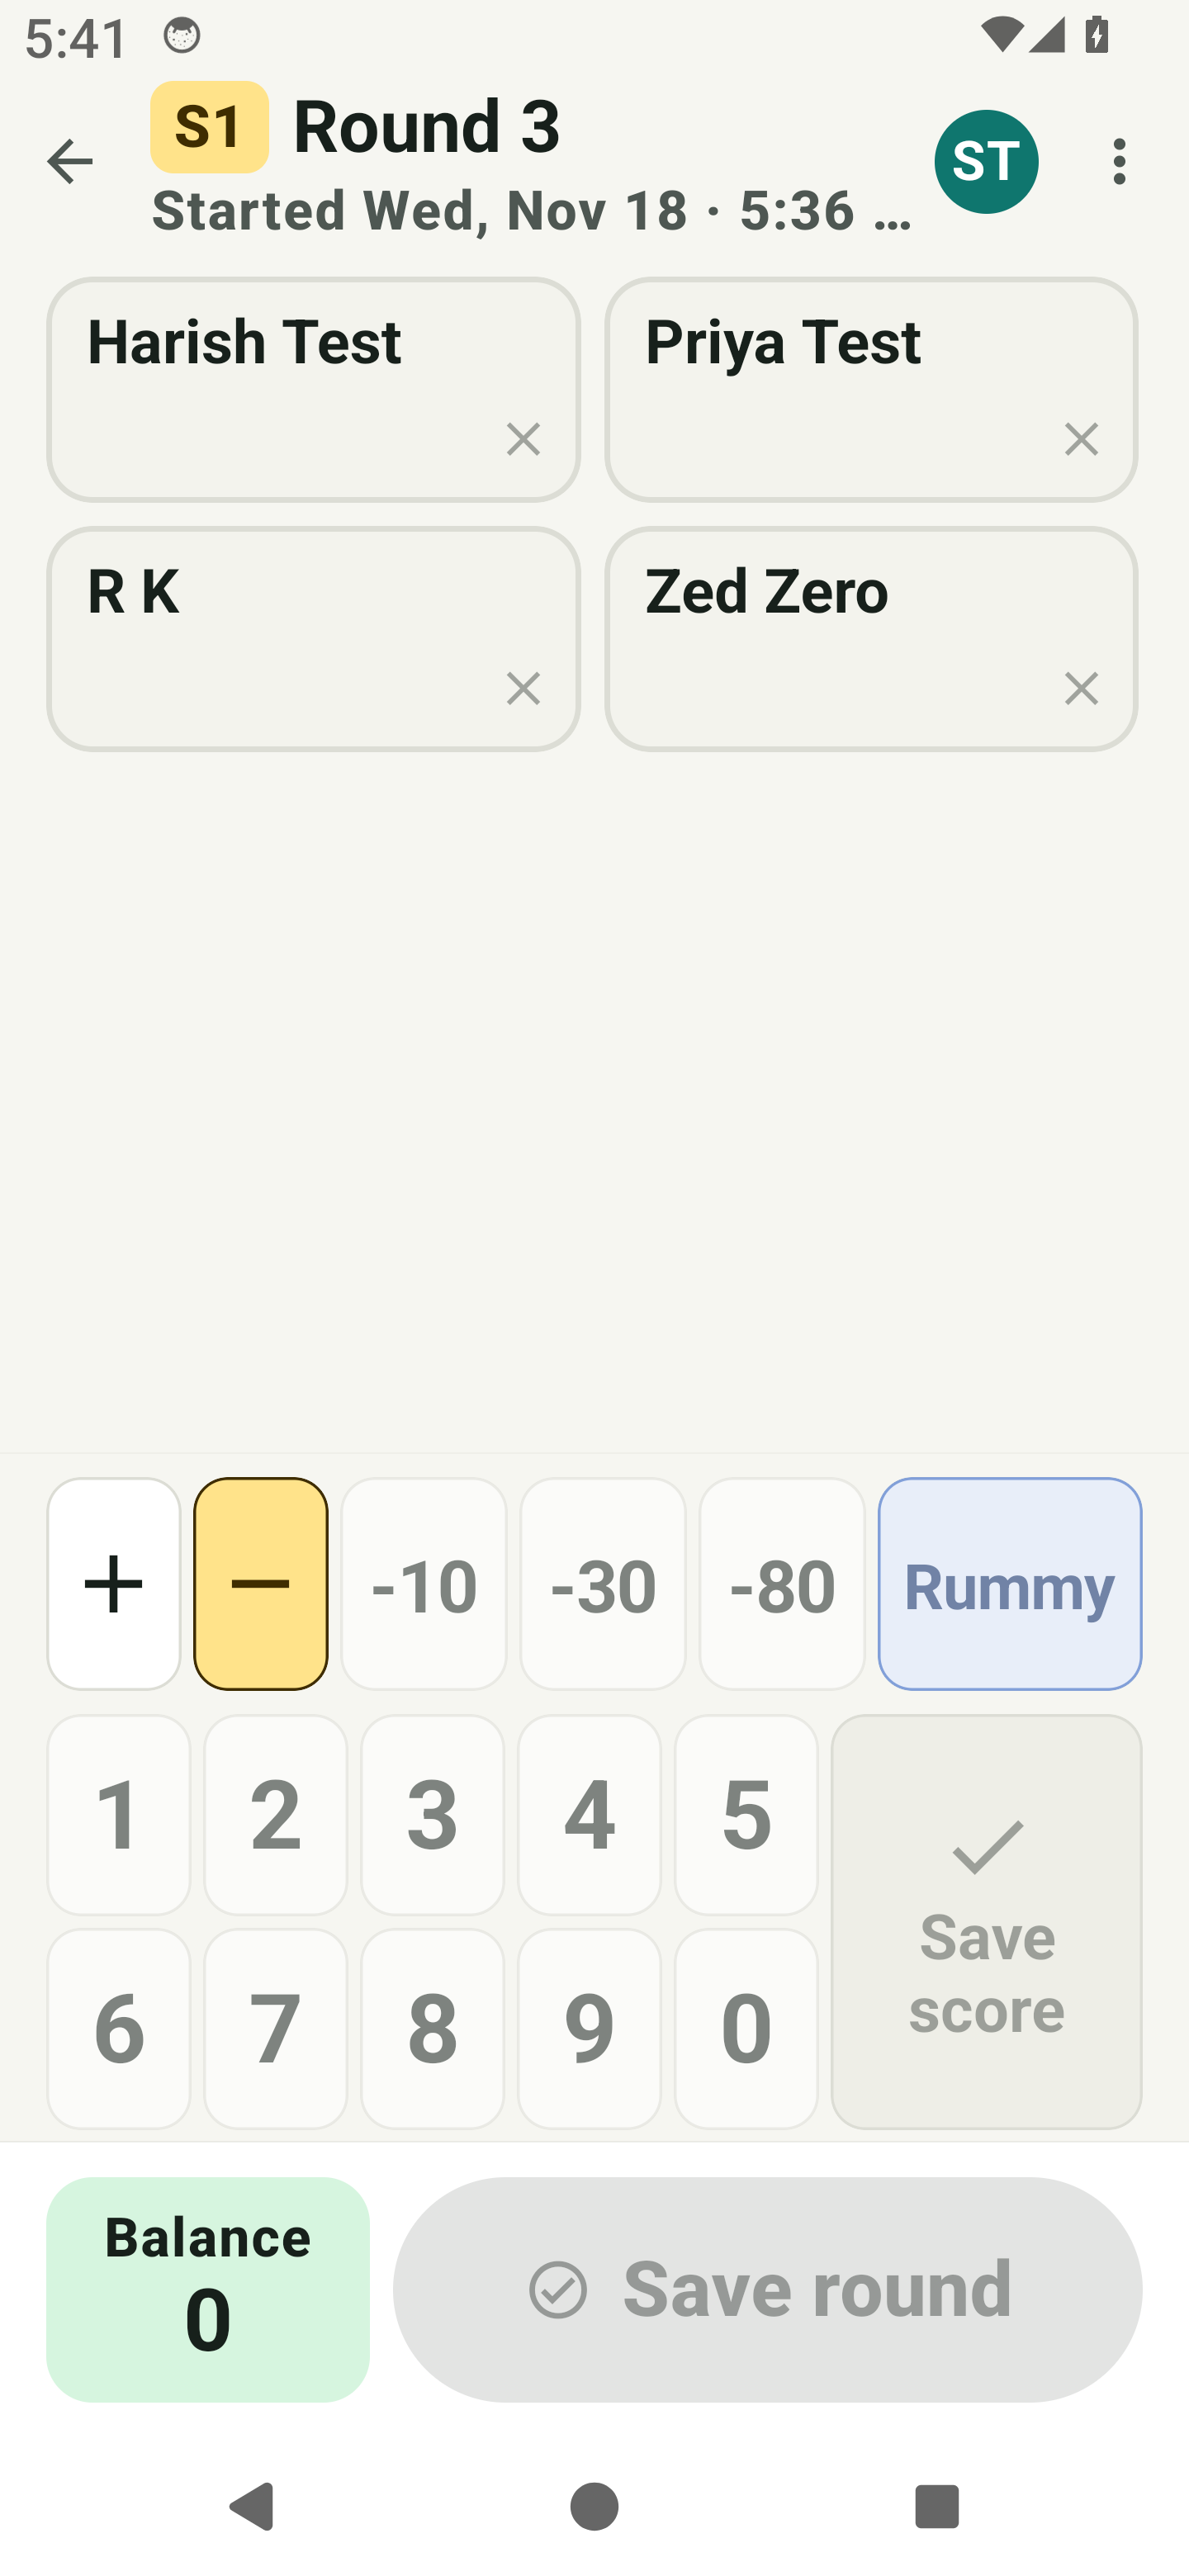 5:41
S1 Round 3
ST
Started Wed, Nov 18 · 5:36 …
Harish Test
Priya Test
R K
Zed Zero
+ − -10 -30 -80 Rummy
1 2 3 4 5
Save
score
6 7 8 9 0
Balance
0
Save round